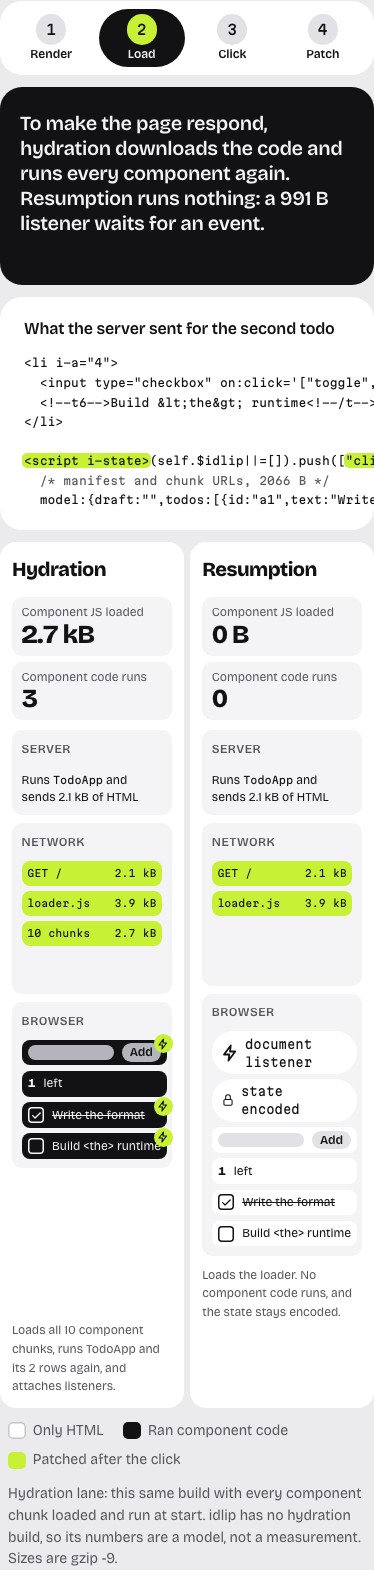 1
Render
2
Load
3
Click
4
Patch
To make the page respond,
hydration downloads the code and
runs every component again.
Resumption runs nothing: a 991 B
listener waits for an event.
What the server sent for the second todo
<li i-a="4">
<input type="checkbox" on:click='["toggle",
<!--t6-->Build &lt;the&gt; runtime<!--/t-->
</li>
<script i-state>(self.$idlip||=[]).push(["cli
/* manifest and chunk URLs, 2066 B */
model:{draft:"",todos:[{id:"a1",text:"Write
Hydration
Component JS loaded
2.7 kB
Component code runs
3
SERVER
Runs TodoApp and
sends 2.1 kB of HTML
NETWORK
GET / 2.1 kB
loader.js 3.9 kB
10 chunks 2.7 kB
BROWSER
Add
1 left
Write the format
Build <the> runtime
Loads all 10 component
chunks, runs TodoApp and
its 2 rows again, and
attaches listeners.
Resumption
Component JS loaded
0 B
Component code runs
0
SERVER
Runs TodoApp and
sends 2.1 kB of HTML
NETWORK
GET / 2.1 kB
loader.js 3.9 kB
BROWSER
document
listener
state
encoded
Add
1 left
Write the format
Build <the> runtime
Loads the loader. No
component code runs, and
the state stays encoded.
Only HTML
Ran component code
Patched after the click
Hydration lane: this same build with every component
chunk loaded and run at start. idlip has no hydration
build, so its numbers are a model, not a measurement.
Sizes are gzip -9.